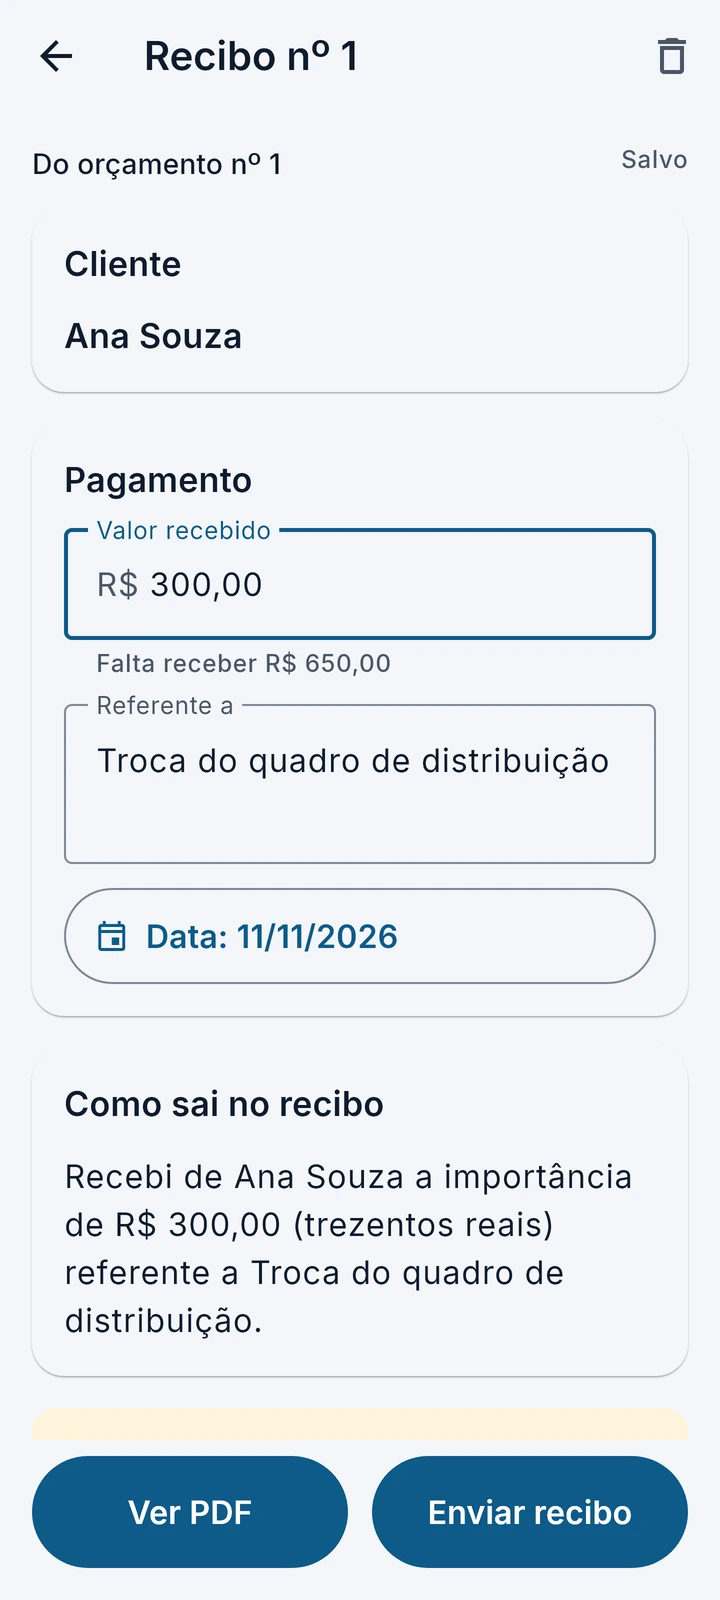 Recibo nº 1
Do orçamento nº 1
Salvo
Cliente
Ana Souza
Pagamento
Valor recebido
R$ 300,00
Falta receber R$ 650,00
Referente a
Troca do quadro de distribuição
Data: 11/11/2026
Como sai no recibo
Recebi de Ana Souza a importância
de R$ 300,00 (trezentos reais)
referente a Troca do quadro de
distribuição.
Ver PDF
Enviar recibo